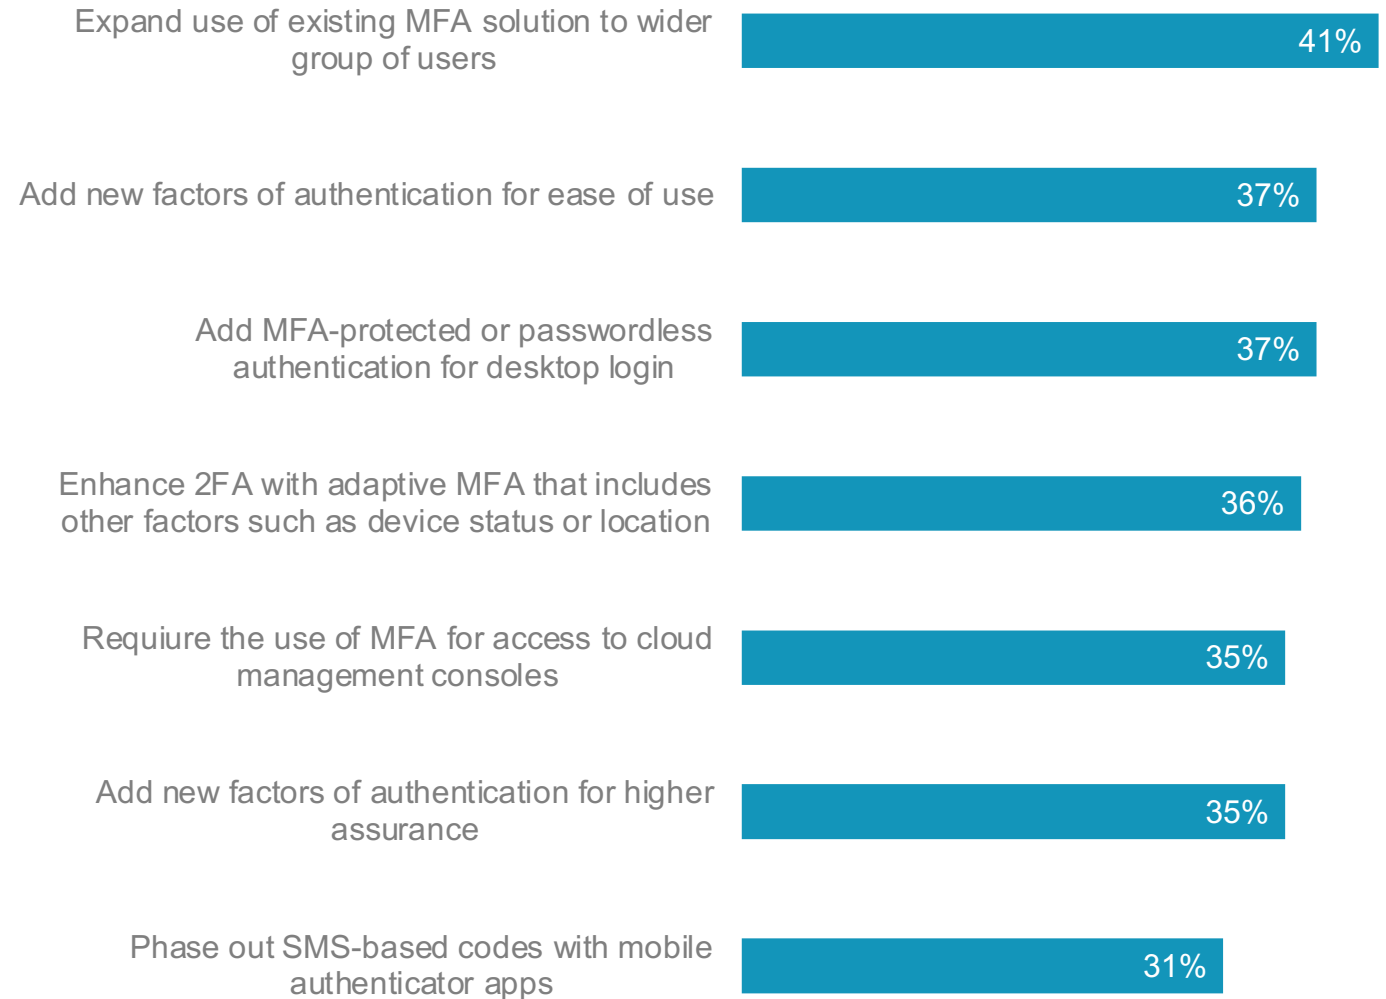 Expand use of existing MFA solution to wider
group of users
41%
Add new factors of authentication for ease of use
37%
Add MFA-protected or passwordless
authentication for desktop login
37%
Enhance 2FA with adaptive MFA that includes
other factors such as device status or location
36%
Requiure the use of MFA for access to cloud
management consoles
35%
Add new factors of authentication for higher
assurance
35%
Phase out SMS-based codes with mobile
authenticator apps
31%